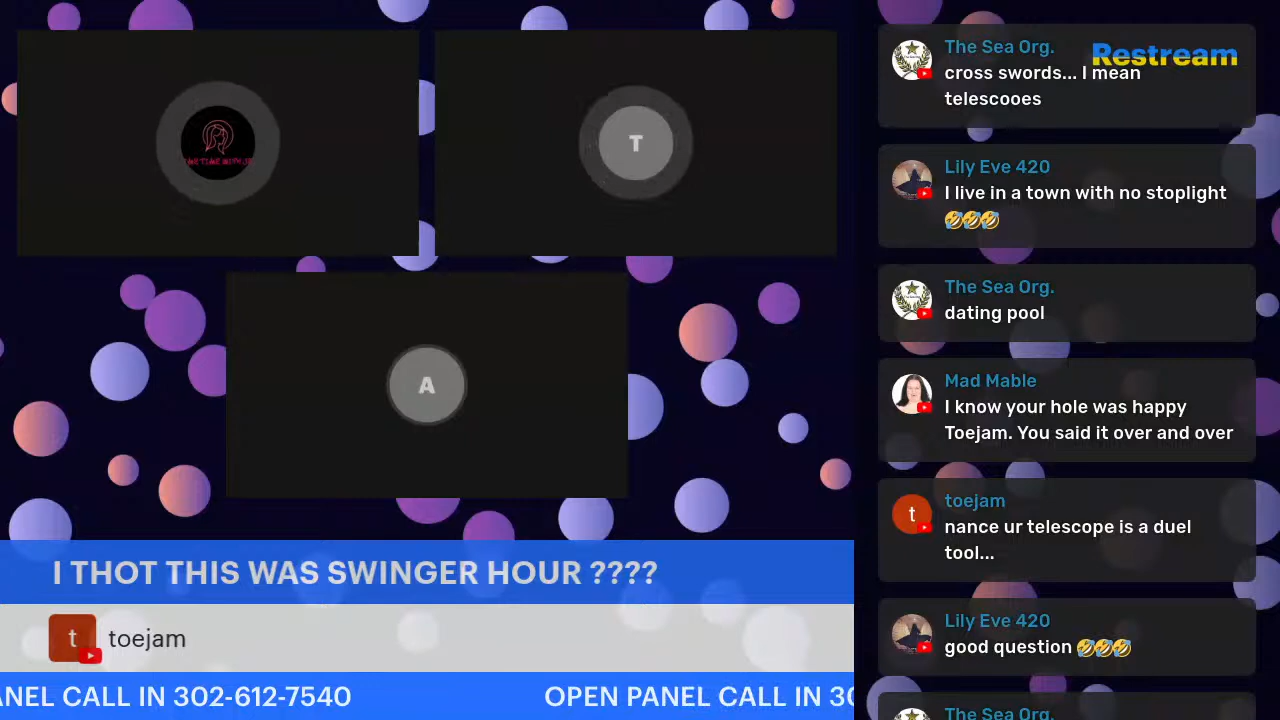 T
A
I THOT THIS WAS SWINGER HOUR ????
t
toejam
ANEL CALL IN 302-612-7540
OPEN PANEL CALL IN 30
Restream
The Sea Org.
cross swords... I mean
telescooes
Lily Eve 420
I live in a town with no stoplight
🤣🤣🤣
The Sea Org.
dating pool
Mad Mable
I know your hole was happy
Toejam. You said it over and over
t
toejam
nance ur telescope is a duel
tool...
Lily Eve 420
good question 🤣🤣🤣
The Sea Org.